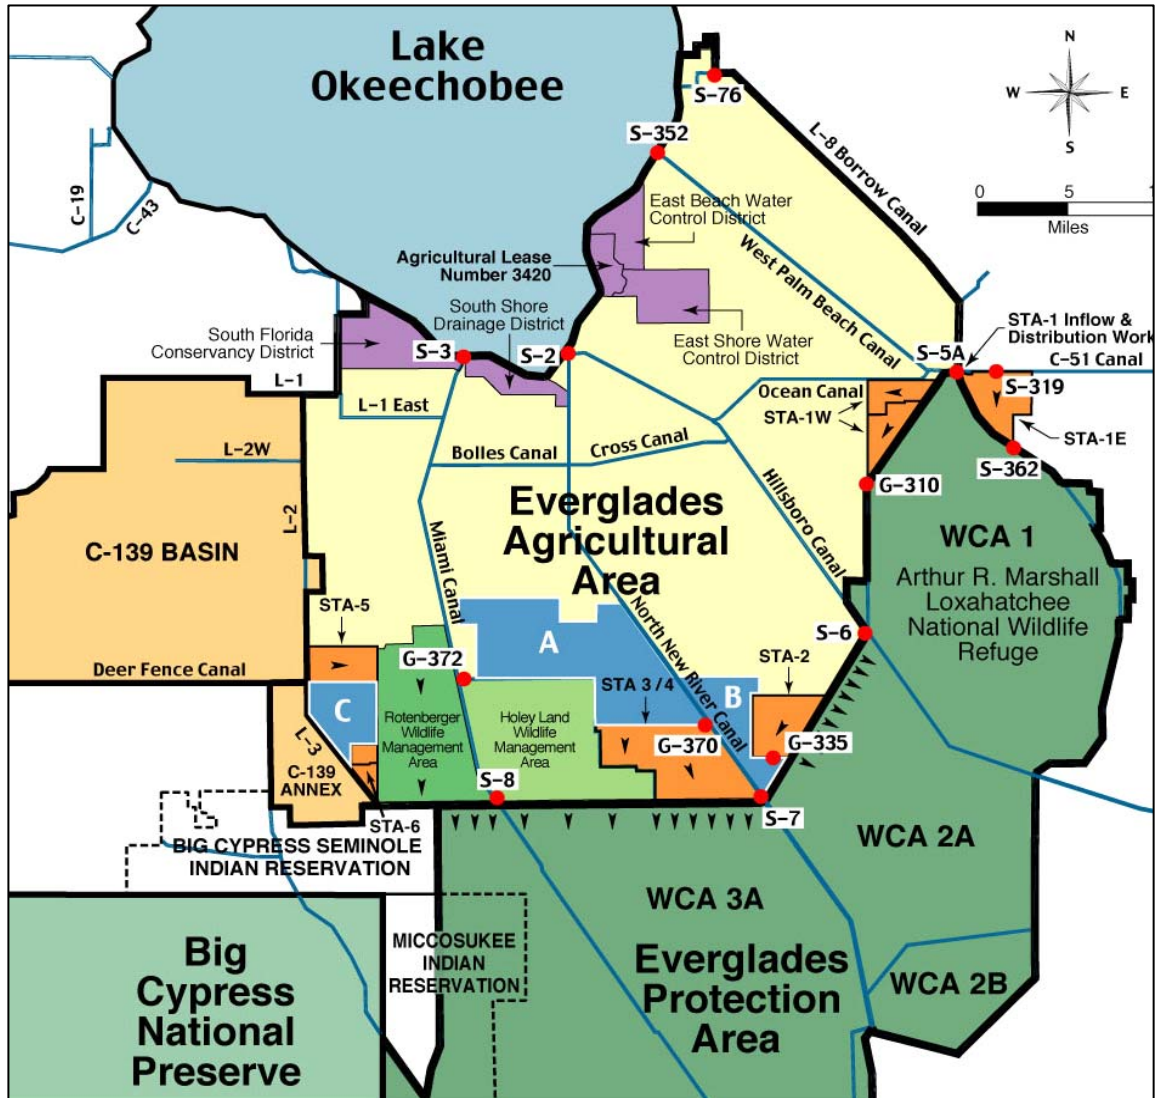 Lake
Okeechobee
N
W
E
S
S-76
S-352
L-8 Borrow Canal
C-19
C-43
0
5
1
Miles
East Beach Water
Control District
Agricultural Lease
Number 3420
West Palm Beach Canal
South Shore
Drainage District
South Florida
Conservancy District
East Shore Water
Control District
STA-1 Inflow &
Distribution Work
S-3
S-2
S-5A
C-51 Canal
L-1
S-319
Ocean Canal
L-1 East
STA-1W
STA-1E
L-2W
Bolles Canal
Cross Canal
S-362
Hillsboro Canal
G-310
L-2
Everglades
Agricultural
Area
WCA 1
C-139 BASIN
Miami Canal
Arthur R. Marshall
Loxahatchee
National Wildlife
Refuge
STA-5
North New River Canal
A
S-6
G-372
STA-2
Deer Fence Canal
STA 3 / 4
B
C
Rotenberger
Wildlife
Management
Area
Holey Land
Wildlife
Management
Area
L-3
G-370
G-335
C-139
ANNEX
S-8
S-7
STA-6
BIG CYPRESS SEMINOLE
INDIAN RESERVATION
WCA 2A
WCA 3A
MICCOSUKEE
INDIAN
RESERVATION
Big
Cypress
National
Preserve
Everglades
Protection
Area
WCA 2B